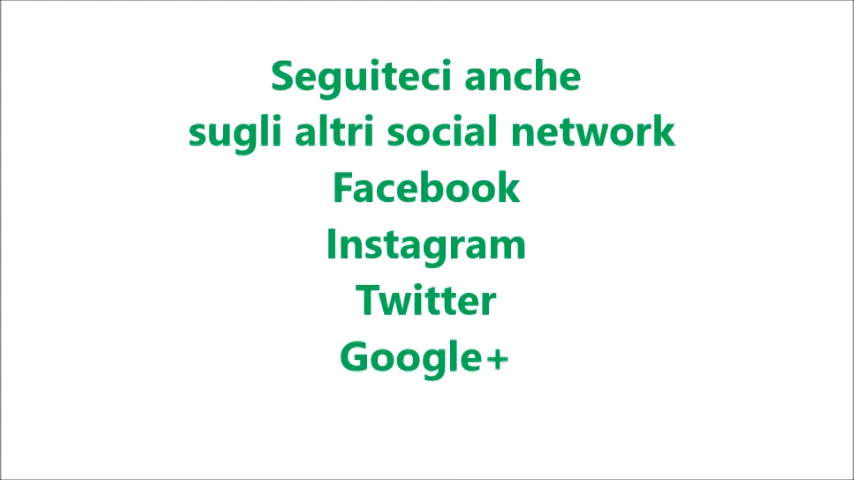 Seguiteci anche
sugli altri social network
Facebook
Instagram
Twitter
Google+